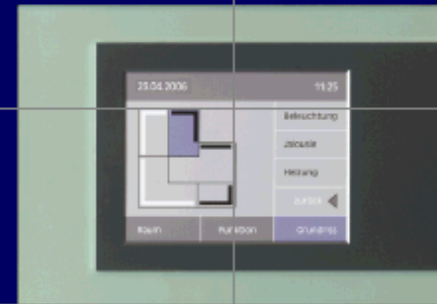 23.04.2006 11:25
Beleuchtung
Jalousie
Heizung
zurück
Raum Funktion Grundriss